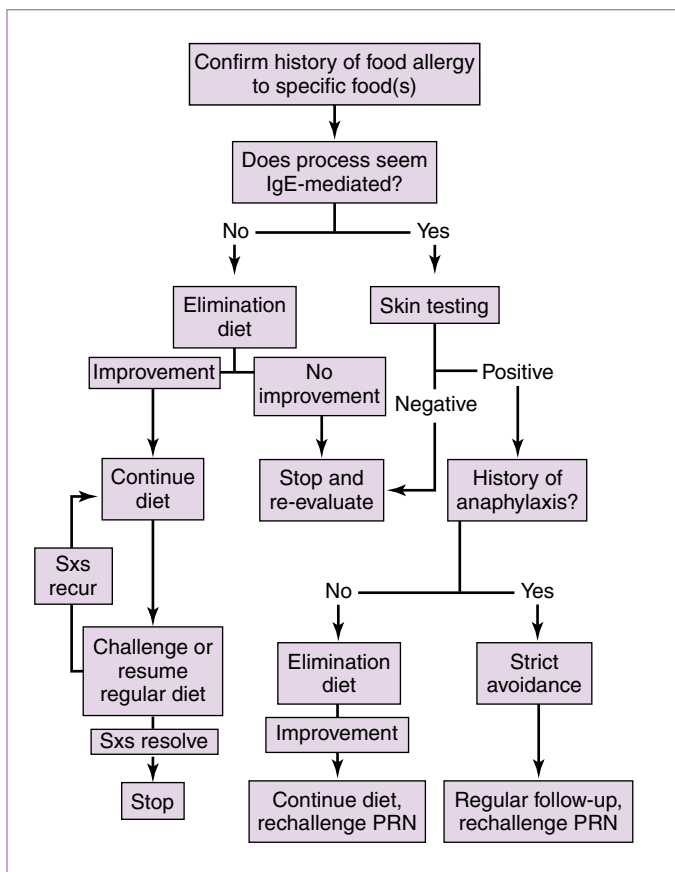 Confirm history of food allergy
to specific food(s)
Does process seem
IgE-mediated?
No
Yes
Elimination
diet
Skin testing
Improvement
No
improvement
Positive
Negative
Continue
diet
Stop and
re-evaluate
History of
anaphylaxis?
Sxs
recur
No
Yes
Challenge or
resume
regular diet
Elimination
diet
Strict
avoidance
Sxs resolve
Improvement
Stop
Continue diet,
rechallenge PRN
Regular follow-up,
rechallenge PRN